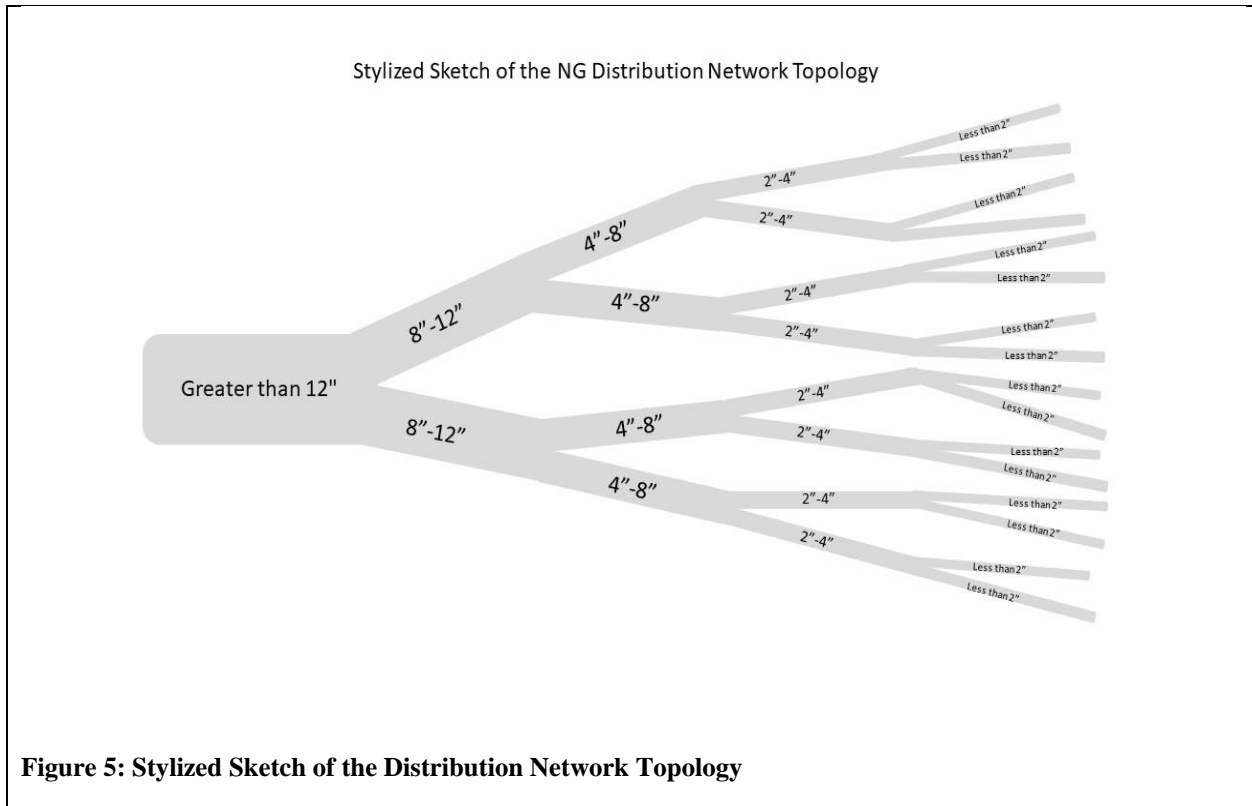 Stylized Sketch of the NG Distribution Network Topology
Less than 2"
Less than 2"
2"-4"
Less than 2"
2"-4"
4"-8"
Less than 2"
Less than 2"
2"-4"
4"-8"
8"-12"
2"-4"
Less than 2"
Less than 2"
Greater than 12"
Less than 2"
2"-4"
Less than 2"
4"-8"
8"-12"
2"-4"
Less than 2"
Less than 2"
4"-8"
2"-4"
Less than 2"
Less than 2"
2"-4"
Less than 2"
Less than 2"
Figure 5: Stylized Sketch of the Distribution Network Topology